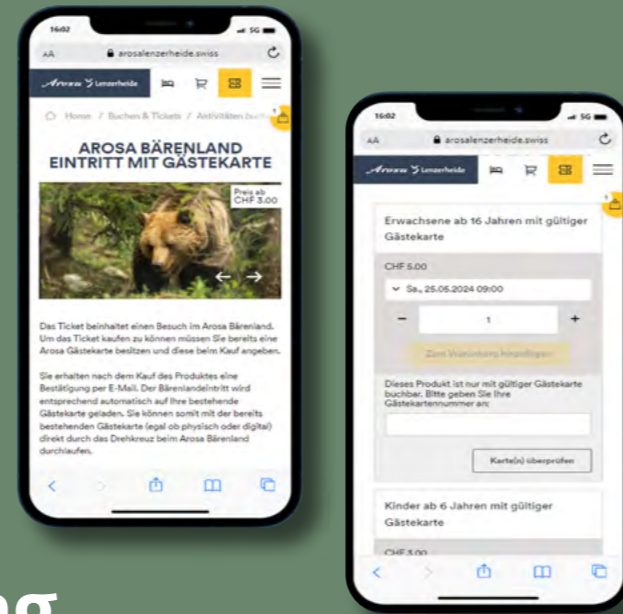 16:02
5G
AA
arosalenzerheide.swiss
Arosa Lenzerheide
1
Home / Buchen & Tickets / Aktivitäten
AROSA BÄRENLAND
EINTRITT MIT GÄSTEKARTE
Preis ab
CHF 3.00
Das Ticket beinhaltet einen Besuch im Arosa Bärenland.
Um das Ticket kaufen zu können müssen Sie bereits eine
Arosa Gästekarte besitzen und diese beim Kauf angeben.
Sie erhalten nach dem Kauf des Produktes eine
Bestätigung per E-Mail. Der Bärenlandeintritt wird
entsprechend automatisch auf Ihre bestehende
Gästekarte geladen. Sie können somit mit der bereits
bestehenden Gästekarte (egal ob physisch oder digital)
direkt durch das Drehkreuz beim Arosa Bärenland
durchlaufen.
16:02
5G
AA
arosalenzerheide.swiss
Arosa Lenzerheide
1
Erwachsene ab 16 Jahren mit gültiger
Gästekarte
CHF 5.00
Sa., 25.05.2024 09:00
− 1 +
Zum Warenkorb hinzufügen
Dieses Produkt ist nur mit gültiger Gästekarte
buchbar. Bitte geben Sie Ihre
Gästekartennummer an:
Karte(n) überprüfen
Kinder ab 6 Jahren mit gültiger
Gästekarte
CHF 3.00